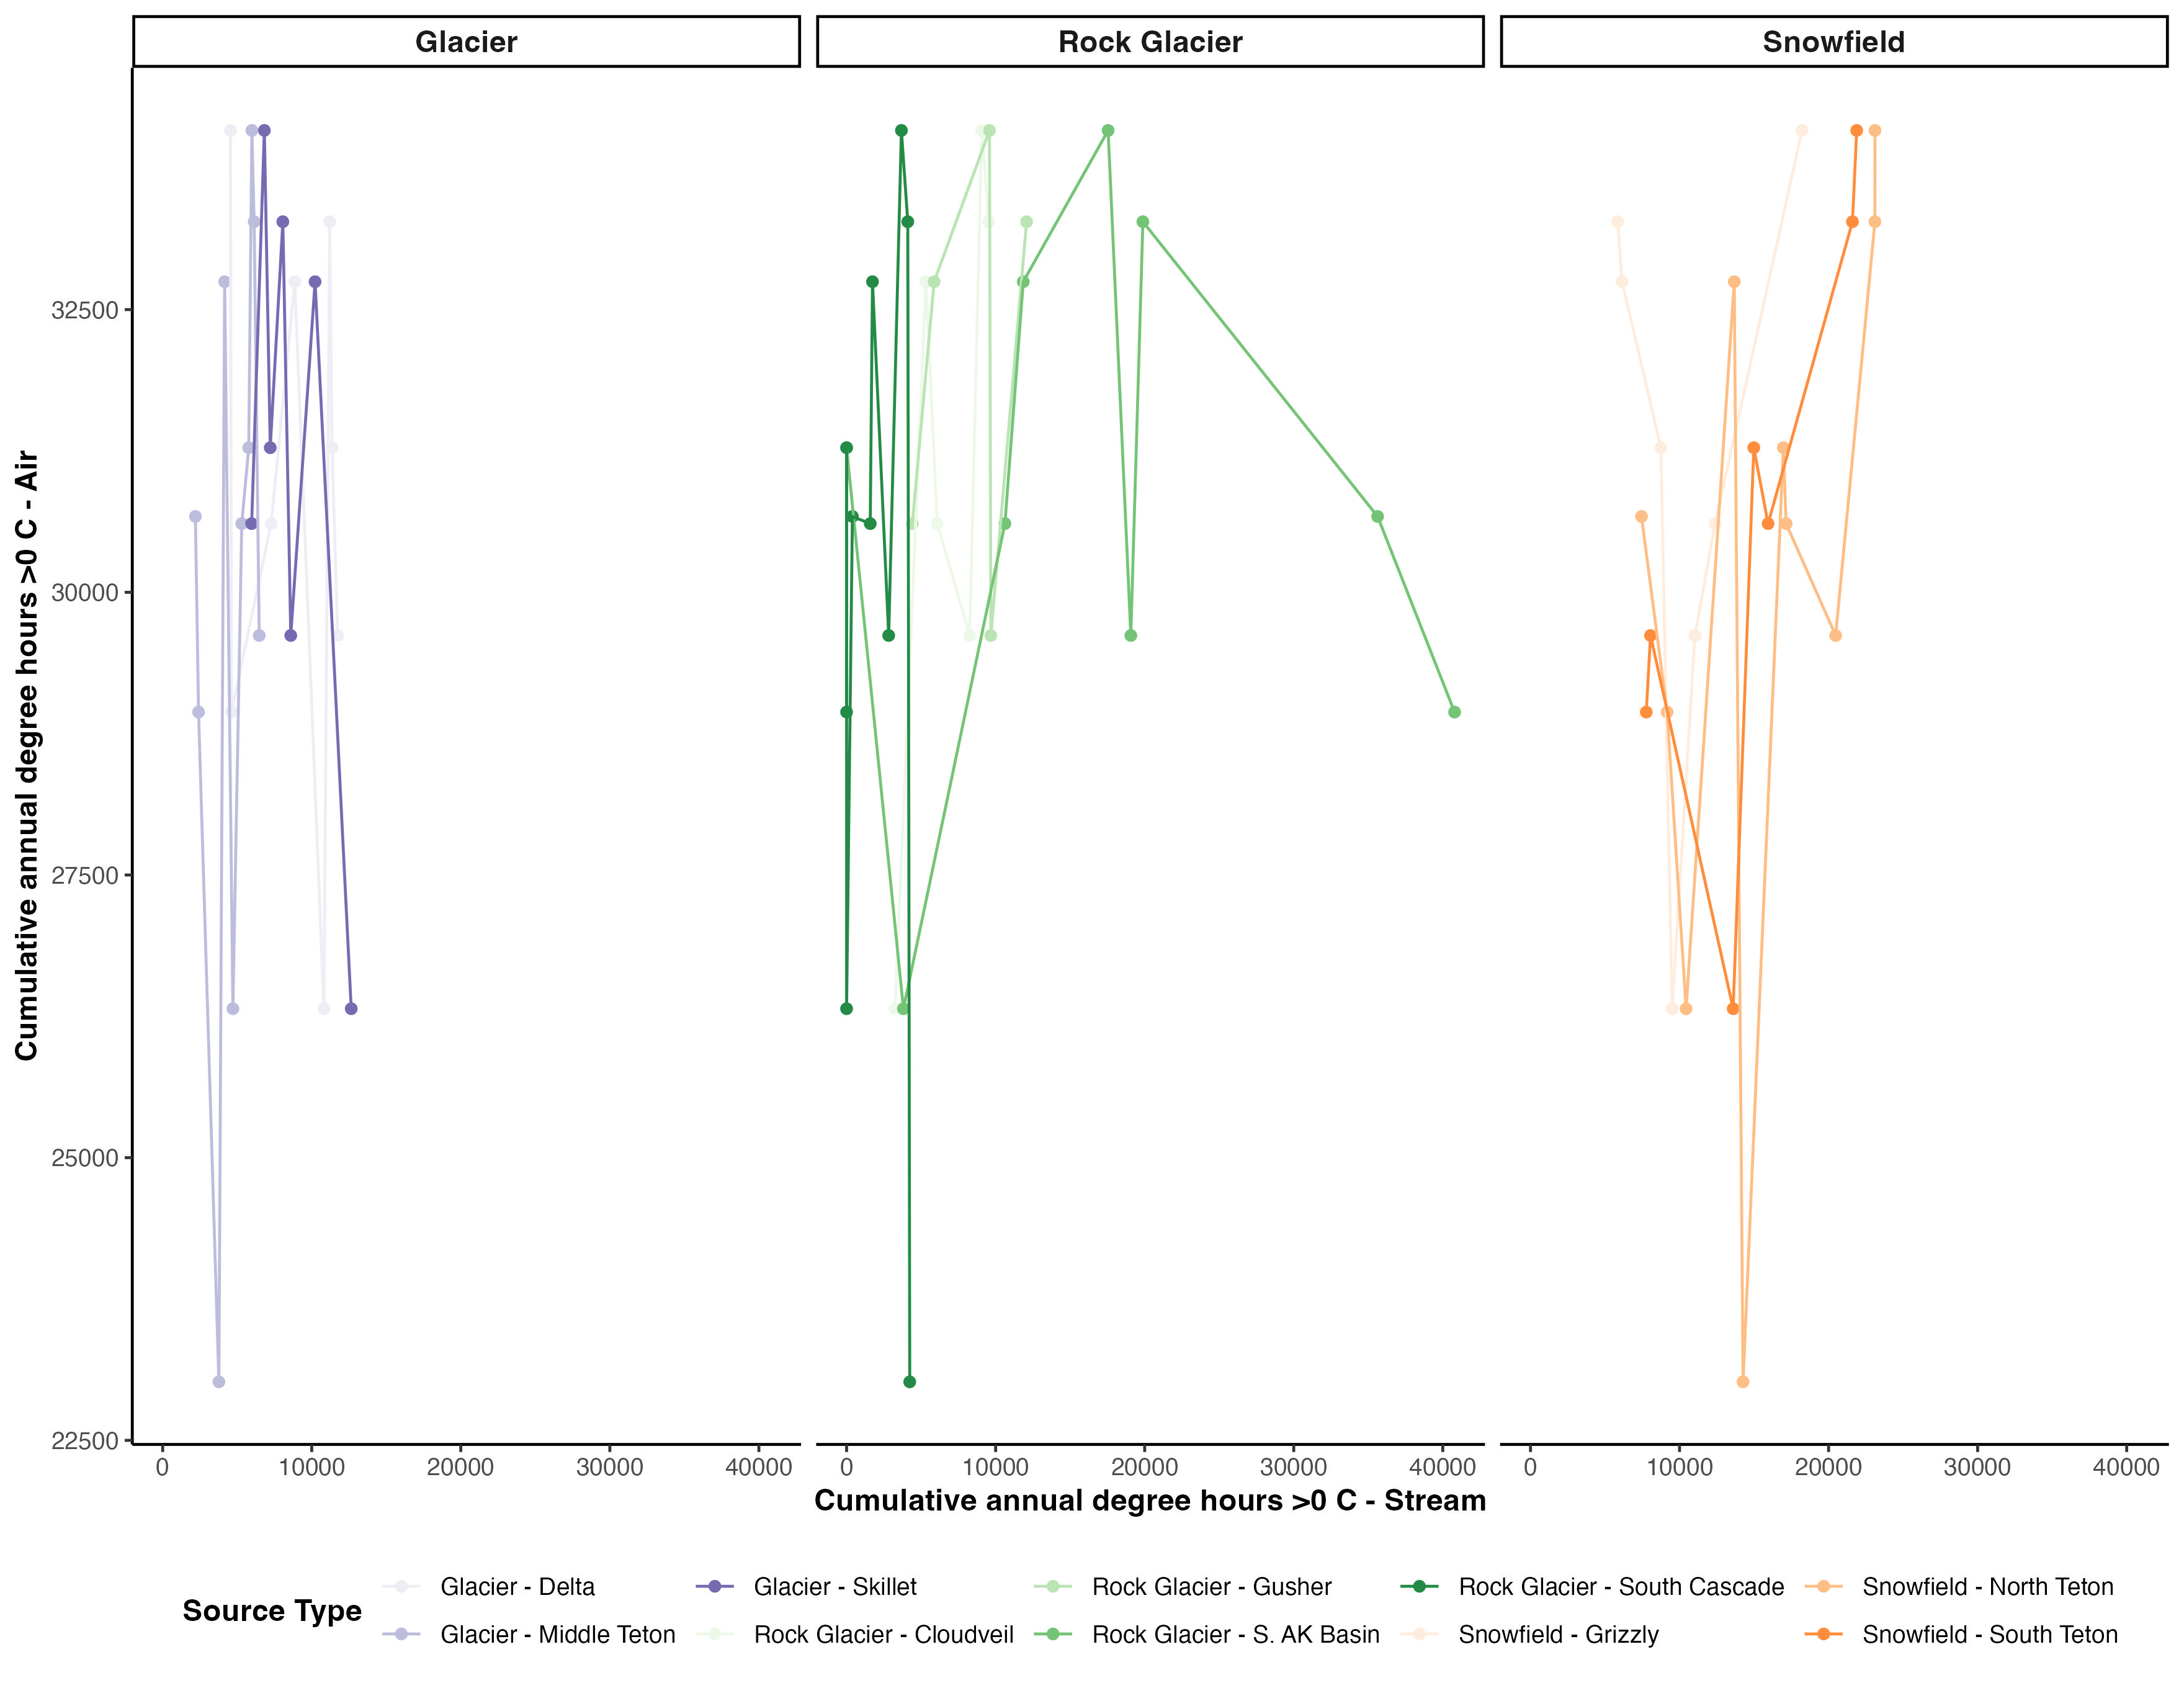 Glacier
Rock Glacier
Snowfield
Cumulative annual degree hours >0 C - Air
32500
30000
27500
25000
22500
0 10000 20000 30000 40000
0 10000 20000 30000 40000
0 10000 20000 30000 40000
Cumulative annual degree hours >0 C - Stream
Source Type
Glacier - Delta
Glacier - Middle Teton
Glacier - Skillet
Rock Glacier - Cloudveil
Rock Glacier - Gusher
Rock Glacier - S. AK Basin
Rock Glacier - South Cascade
Snowfield - Grizzly
Snowfield - North Teton
Snowfield - South Teton